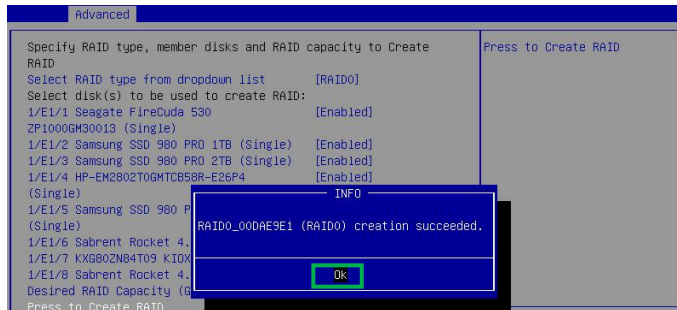 Advanced
Specify RAID type, member disks and RAID capacity to Create
RAID
Select RAID type from dropdown list [RAID0]
Select disk(s) to be used to create RAID:
1/E1/1 Seagate FireCuda 530 [Enabled]
ZP1000GM30013 (Single)
1/E1/2 Samsung SSD 980 PRO 1TB (Single) [Enabled]
1/E1/3 Samsung SSD 980 PRO 2TB (Single) [Enabled]
1/E1/4 HP-EM2802TOGMTCB58R-E26P4 [Enabled]
(Single)
1/E1/5 Samsung SSD 980 P
(Single)
1/E1/6 Sabrent Rocket 4.
1/E1/7 KXG80ZN84T09 KIOX
1/E1/8 Sabrent Rocket 4.
Desired RAID Capacity (G
Press to Create RAID
Press to Create RAID
INFO
RAID0_00DAE9E1 (RAID0) creation succeeded.
Ok